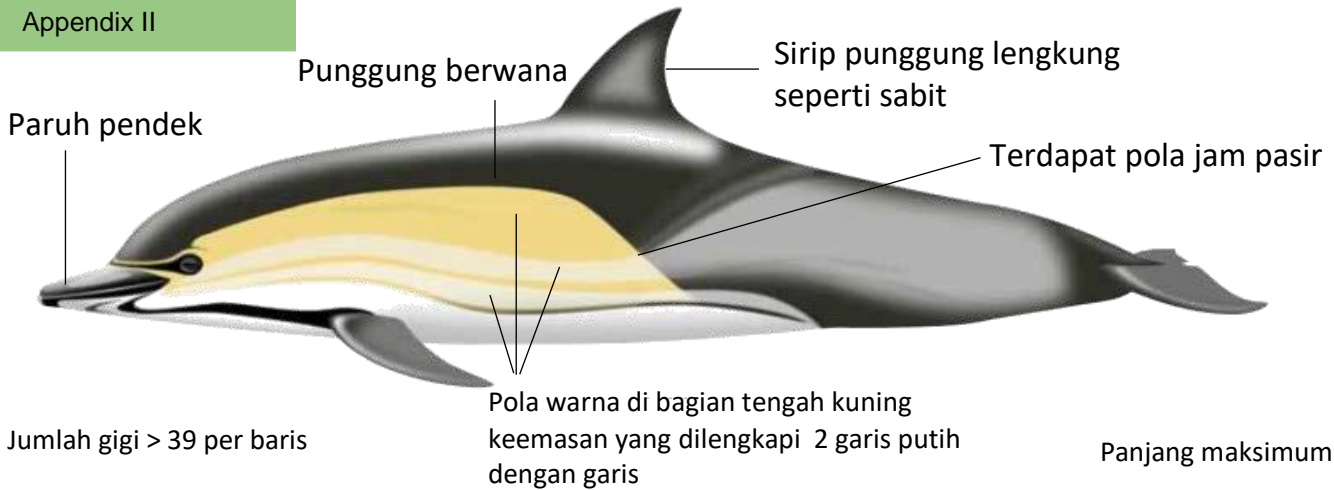 Appendix II
Punggung berwana
Sirip punggung lengkung
seperti sabit
Paruh pendek
Terdapat pola jam pasir
Pola warna di bagian tengah kuning
keemasan yang dilengkapi 2 garis putih
dengan garis
Jumlah gigi > 39 per baris
Panjang maksimum